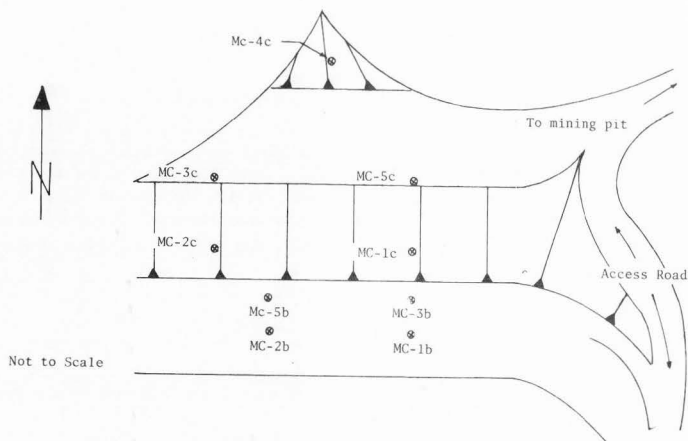 Mc-4c
N
To mining pit
MC-3c
MC-5c
MC-2c
MC-1c
Access Road
Mc-5b
MC-3b
MC-2b
MC-1b
Not to Scale